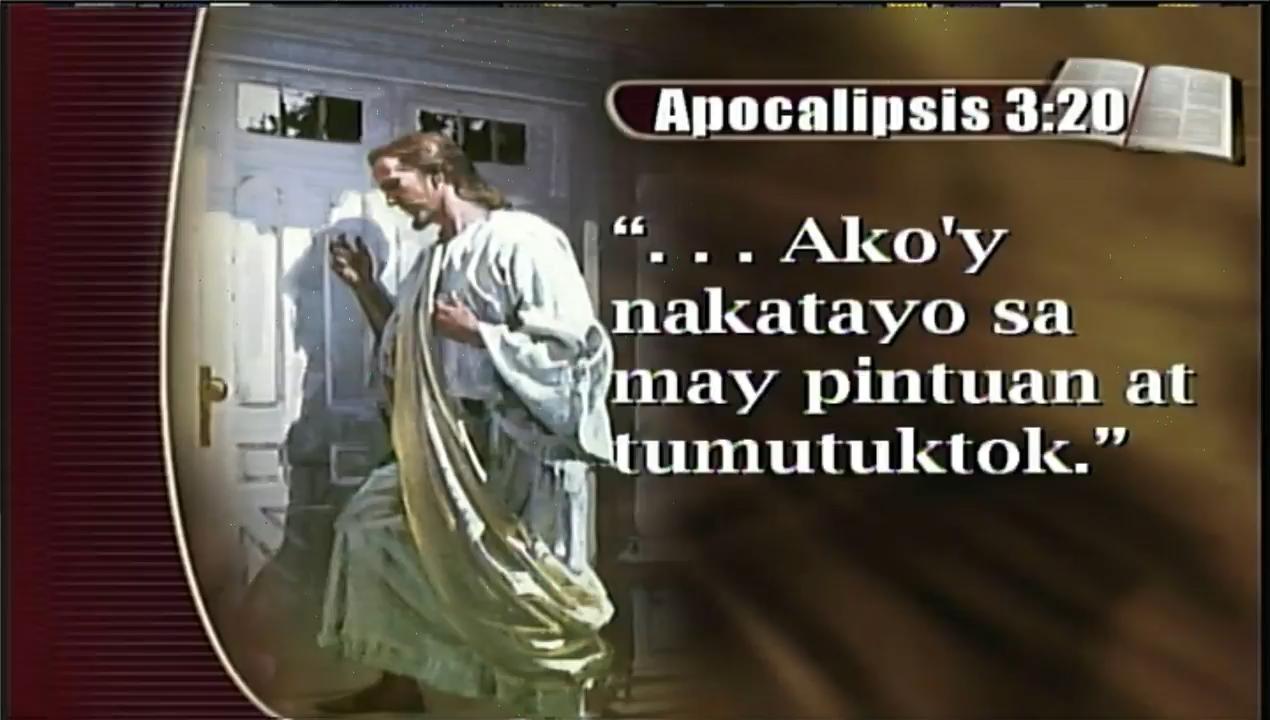 Apocalipsis 3:20
“. . . Ako'y
nakatayo sa
may pintuan at
tumutuktok.”